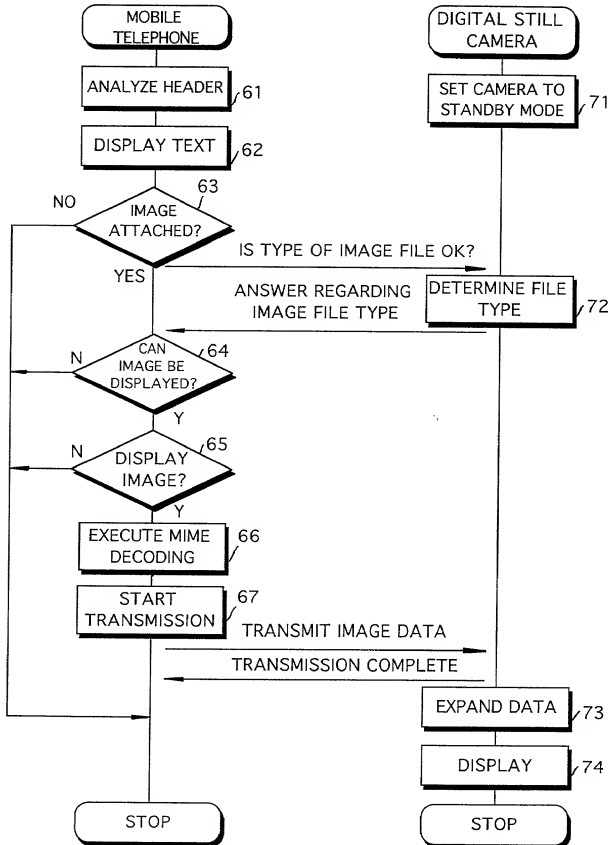 MOBILE
TELEPHONE
DIGITAL STILL
CAMERA
ANALYZE HEADER
61
SET CAMERA TO
STANDBY MODE
71
DISPLAY TEXT
62
63
NO
IMAGE
ATTACHED?
YES
IS TYPE OF IMAGE FILE OK?
DETERMINE FILE
TYPE
72
ANSWER REGARDING
IMAGE FILE TYPE
64
N
CAN
IMAGE BE
DISPLAYED?
Y
65
N
DISPLAY
IMAGE?
Y
EXECUTE MIME
DECODING
66
START
TRANSMISSION
67
TRANSMIT IMAGE DATA
TRANSMISSION COMPLETE
EXPAND DATA
73
DISPLAY
74
STOP
STOP